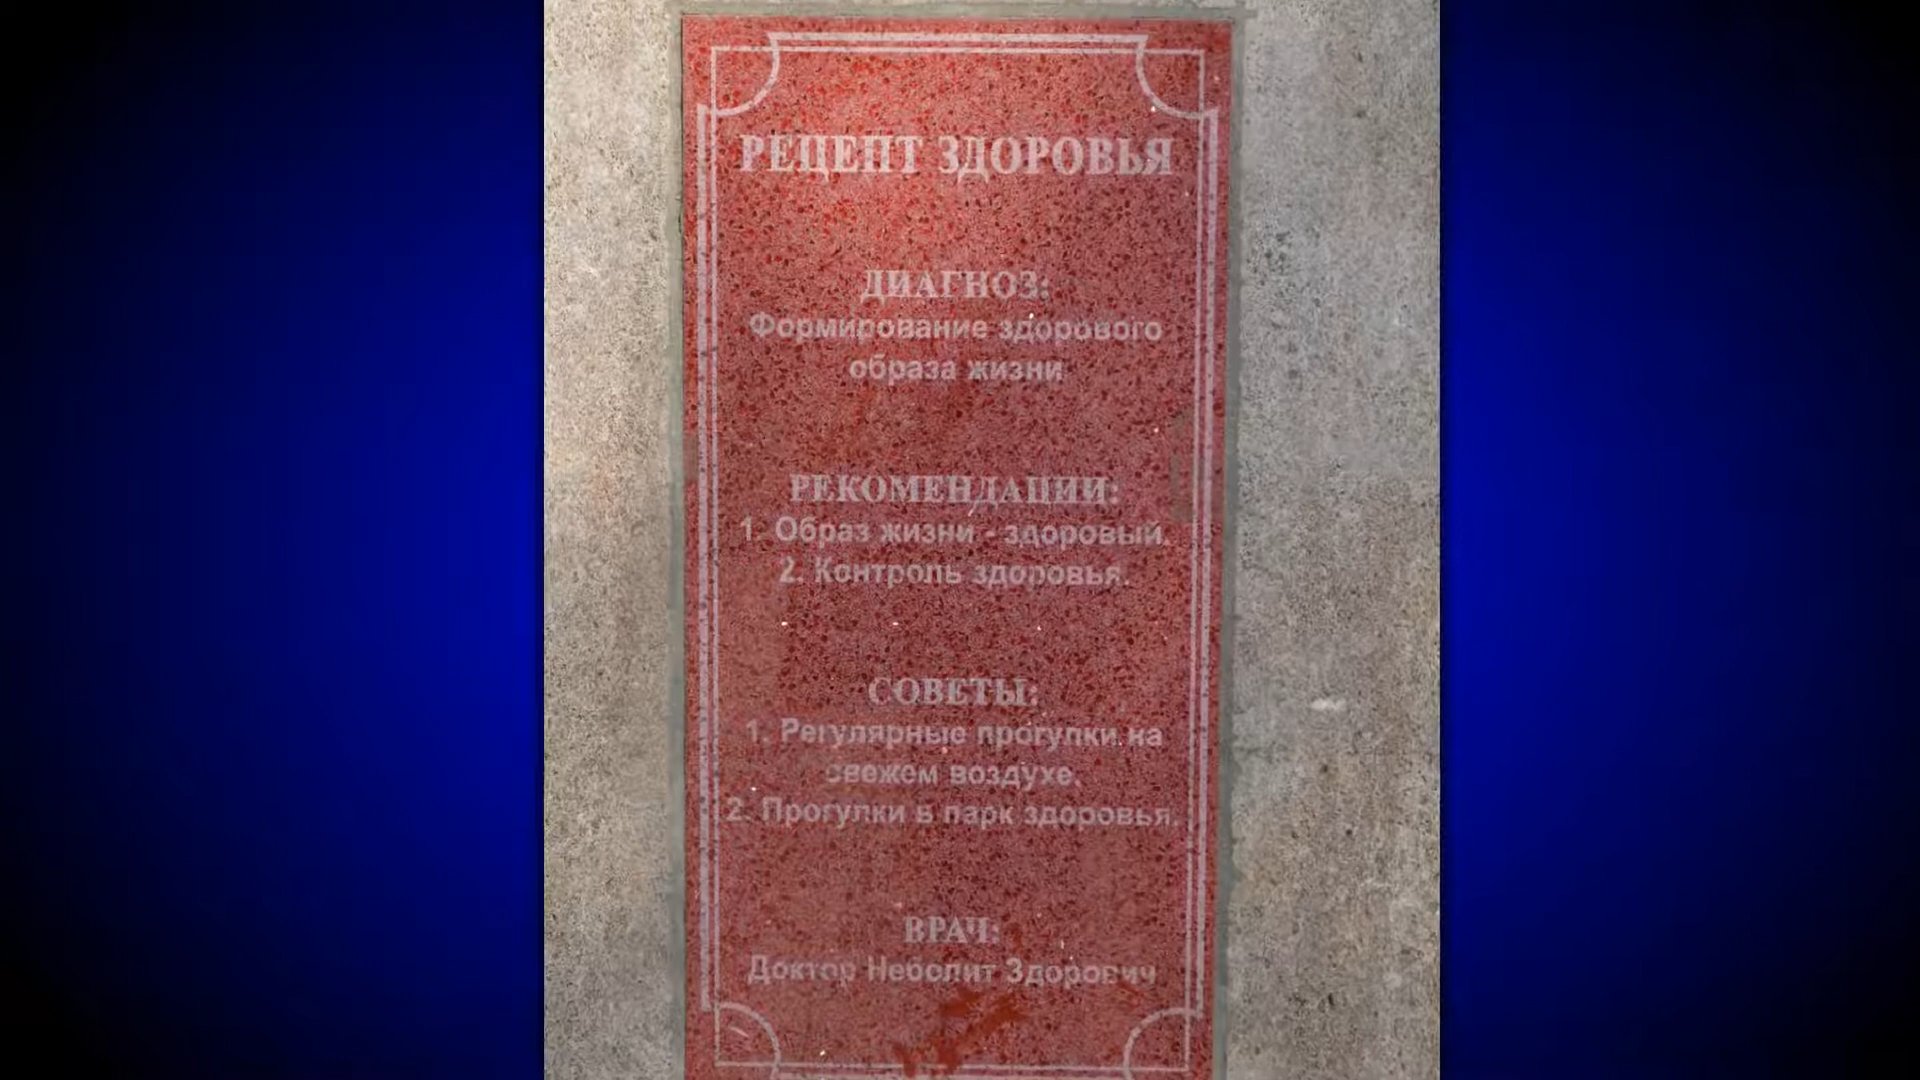 РЕЦЕПТ ЗДОРОВЬЯ
ДИАГНОЗ:
Формирование здорового
образа жизни
РЕКОМЕНДАЦИИ:
1. Образ жизни - здоровый.
2. Контроль здоровья.
СОВЕТЫ:
1. Регулярные прогулки на
свежем воздухе.
2. Прогулки в парк здоровья.
ВРАЧ:
Доктор Неболит Здорович